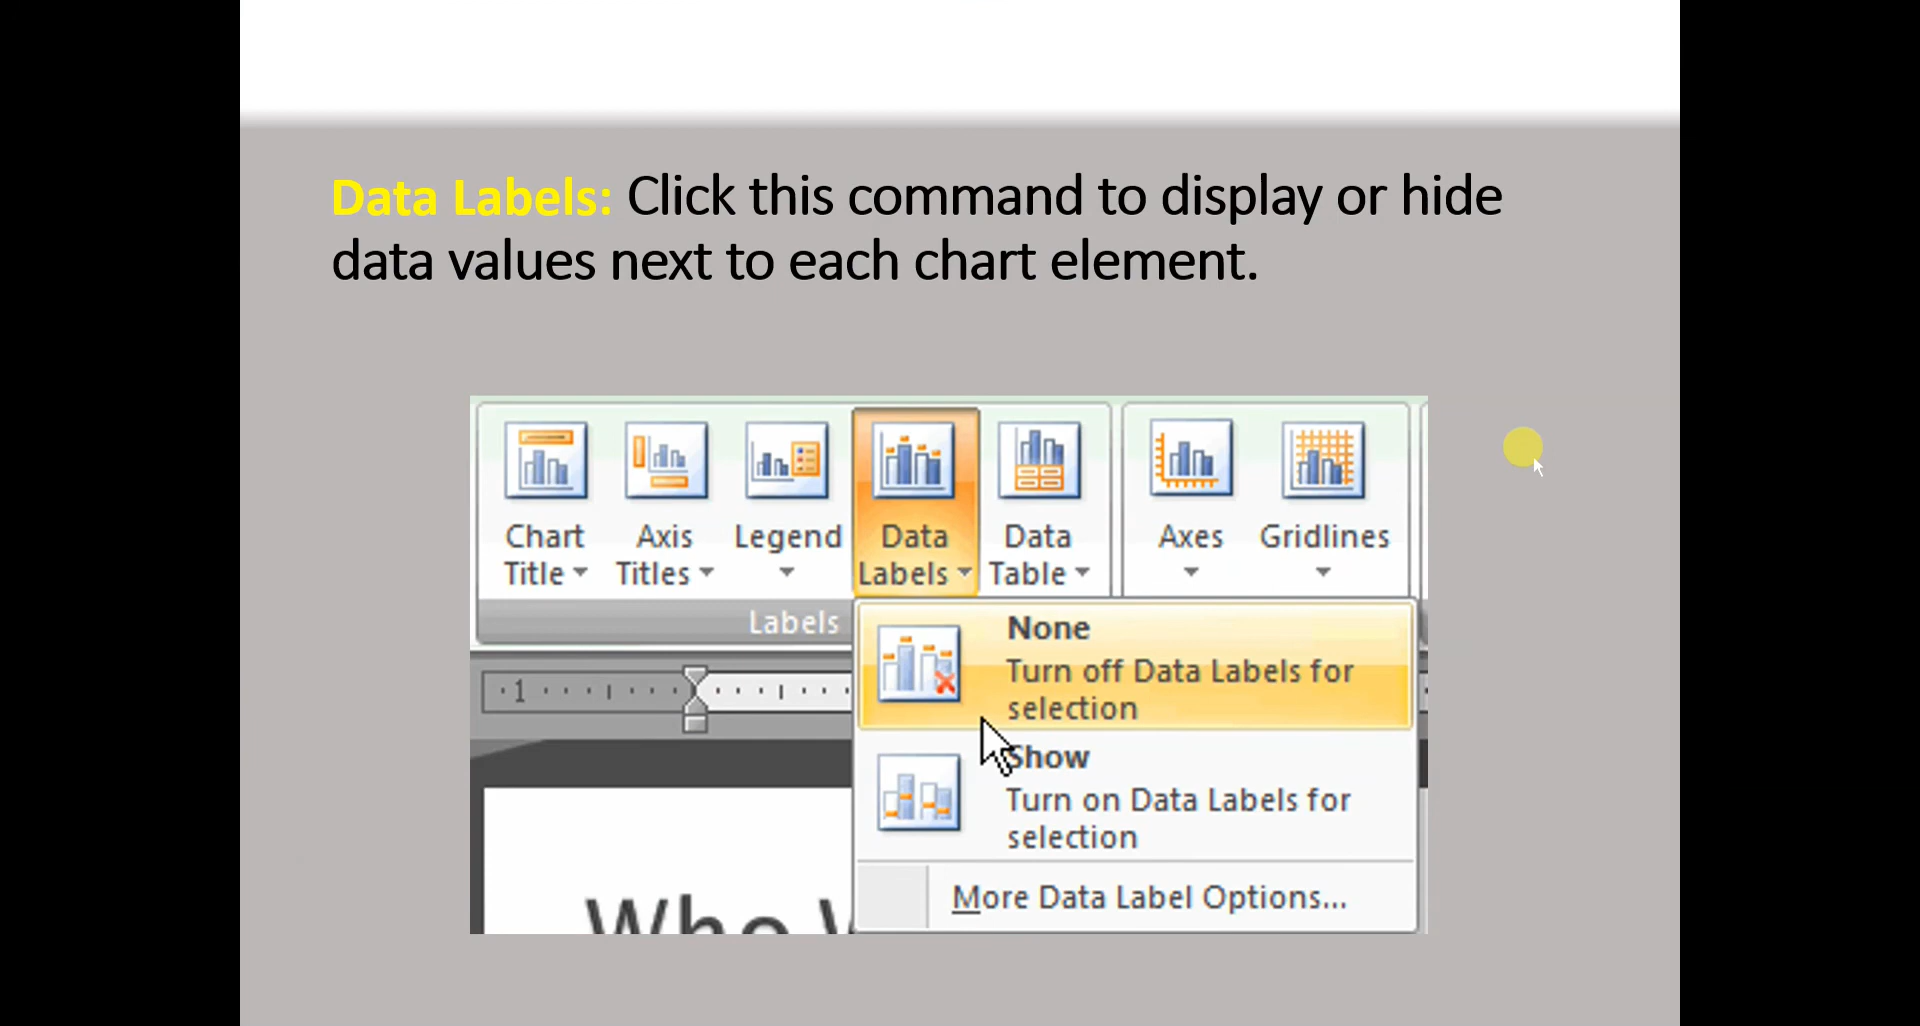 Data Labels: Click this command to display or hide
data values next to each chart element.
Chart Title
Axis Titles
Legend
Data Labels
Data Table
Axes
Gridlines
Labels
1
None
Turn off Data Labels for
selection
Show
Turn on Data Labels for
selection
More Data Label Options...
Who